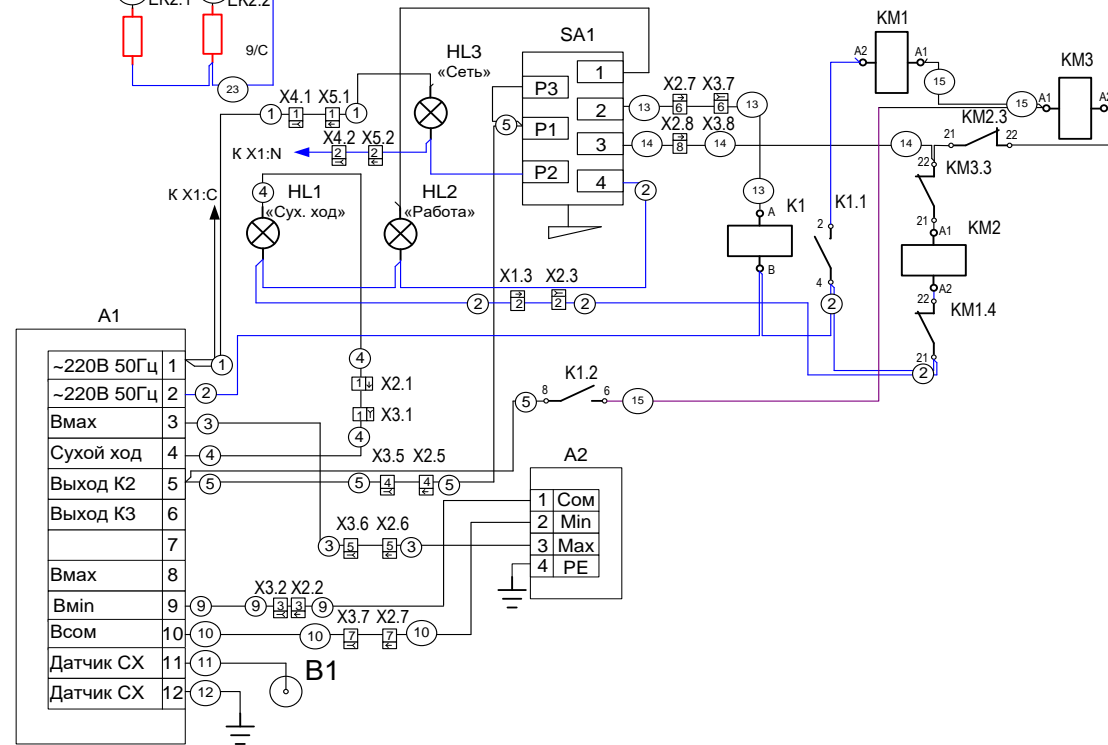 EK2.1
EK2.2
9/C
23
KM1
A2
A1
15
KM3
15
A1
A2
SA1
HL3
«Сеть»
1
2
3
4
P3
P1
P2
X4.1 X5.1
1
1
1
1
X4.2 X5.2
2
2
К X1:N
5
X2.7 X3.7
13
6
6
13
X2.8 X3.8
14
8
14
14
KM2.3
21
22
22
KM3.3
21
A1
KM2
A2
22
KM1.4
21
2
К X1:C
4
HL1
«Сух. ход»
HL2
«Работа»
2
13
A
K1
B
K1.1
2
4
2
X1.3 X2.3
2
2
2
2
A1
~220В 50Гц
1
1
~220В 50Гц
2
2
Вмах
3
3
Сухой ход
4
4
Выход К2
5
5
Выход К3
6
7
Вмах
8
Вmin
9
9
Всом
10
10
Датчик СХ
11
11
Датчик СХ
12
12
4
1
X2.1
1
X3.1
4
X3.5 X2.5
5
4
4
5
K1.2
5
8
6
15
X3.6 X2.6
3
5
5
3
X3.2 X2.2
9
3
3
9
X3.7 X2.7
10
7
7
10
B1
A2
1 Сом
2 Min
3 Max
4 PE